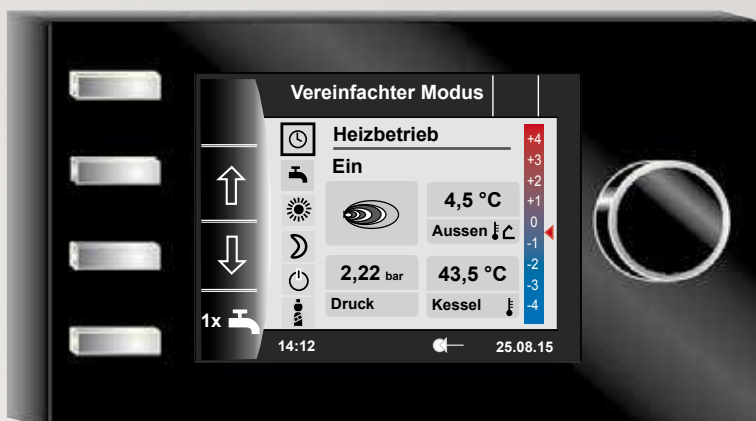 Vereinfachter Modus
Heizbetrieb
Ein
4,5 °C
Aussen
2,22 bar
43,5 °C
Druck
Kessel
1x
14:12
25.08.15
+4
+3
+2
+1
0
-1
-2
-3
-4